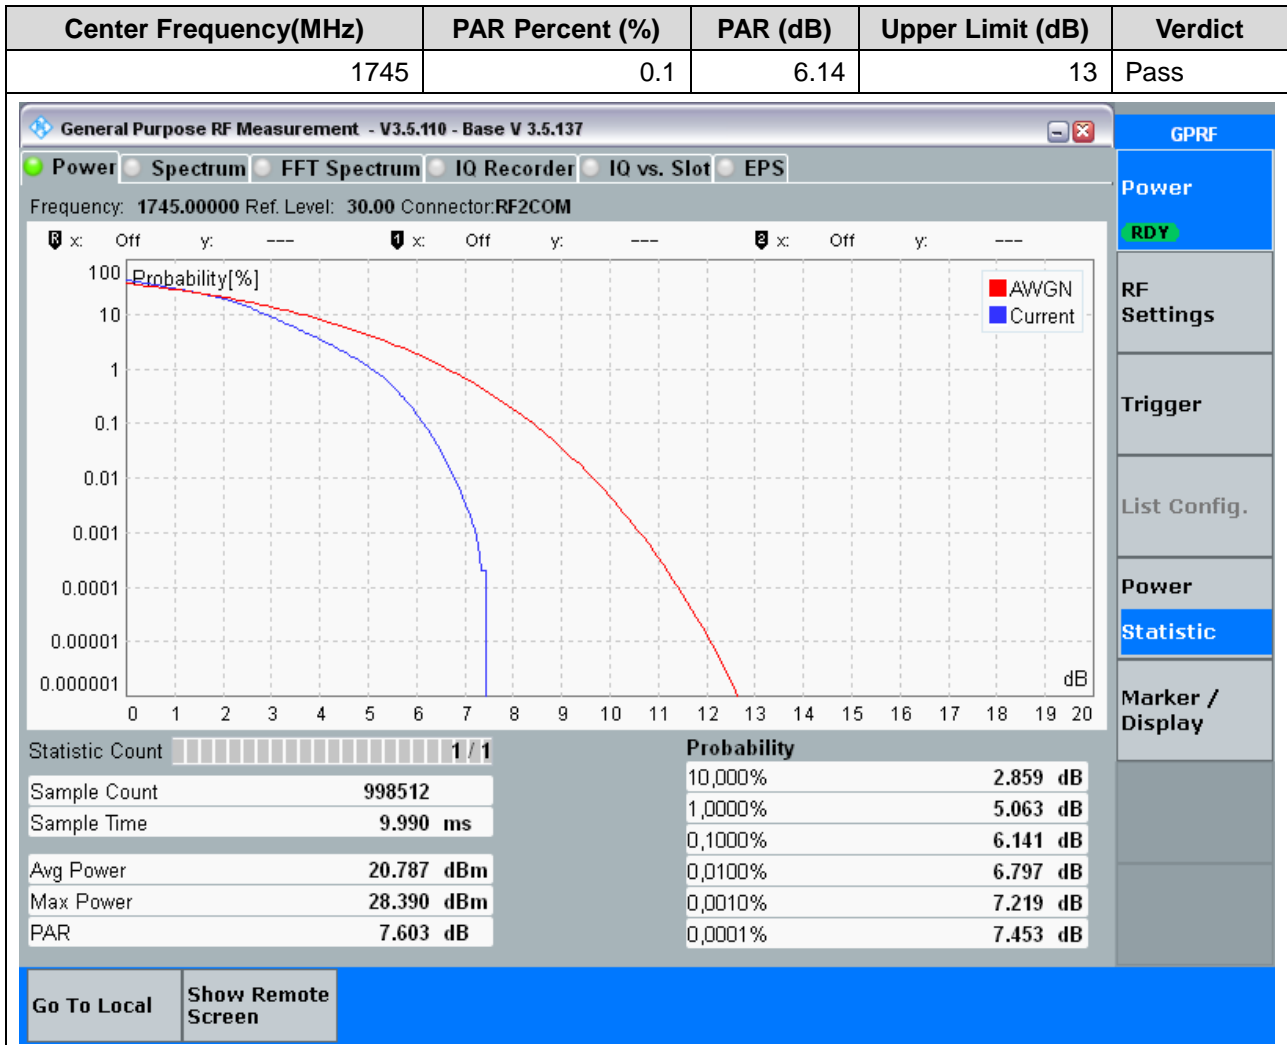 Center Frequency(MHz) PAR Percent (%) PAR (dB) Upper Limit (dB) Verdict
1745 0.1 6.14 13 Pass
General Purpose RF Measurement - V3.5.110 - Base V 3.5.137
GPRF
Power Spectrum FFT Spectrum IQ Recorder IQ vs. Slot EPS
Power
RDY
Frequency: 1745.00000 Ref. Level: 30.00 Connector:RF2COM
R x: Off y: --- 1 x: Off y: --- 2 x: Off y: ---
100 Probability[%]
AWGN
Current
10
1
0.1
0.01
0.001
0.0001
0.00001
0.000001
dB
0 1 2 3 4 5 6 7 8 9 10 11 12 13 14 15 16 17 18 19 20
RF
Settings
Trigger
List Config.
Power
Statistic
Marker /
Display
Statistic Count 1 / 1
Sample Count 998512
Sample Time 9.990 ms
Avg Power 20.787 dBm
Max Power 28.390 dBm
PAR 7.603 dB
Probability
10,000% 2.859 dB
1,0000% 5.063 dB
0,1000% 6.141 dB
0,0100% 6.797 dB
0,0010% 7.219 dB
0,0001% 7.453 dB
Go To Local
Show Remote
Screen